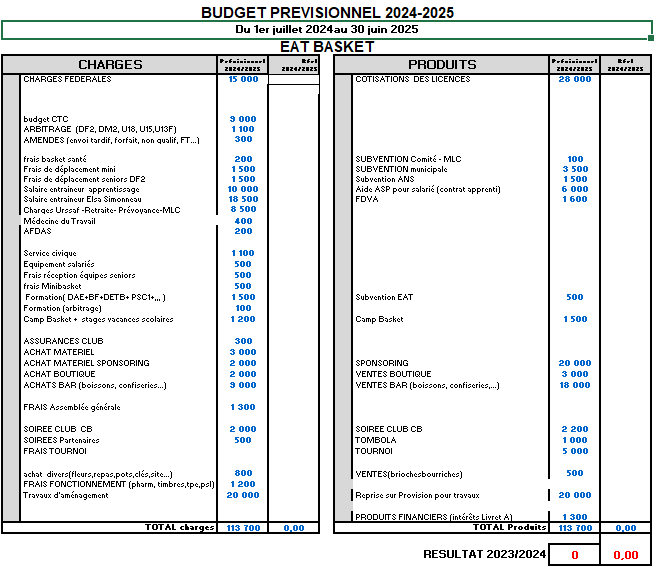 BUDGET PREVISIONNEL 2024-2025
Du 1er juillet 2024au 30 juin 2025
EAT BASKET
CHARGES Prévisionnel 2024/2025 Réel 2024/2025 PRODUITS Prévisionnel 2024/2025 Réel 2024/2025
CHARGES FEDERALES 15 000 COTISATIONS DES LICENCES 28 000
budget CTC 9 000
ARBITRAGE (DF2, DM2, U18, U15,U13F) 1 100
AMENDES (envoi tardif, forfait, non qualif, FT...) 300
frais basket santé 200 SUBVENTION Comité - MLC 100
Frais de déplacement mini 1 500 SUBVENTION municipale 3 500
Frais de déplacement seniors DF2 1 500 Subvention ANS 1 500
Salaire entraineur apprentissage 10 000 Aide ASP pour salarié (contrat apprenti) 6 000
Salaire entraineur Elsa Simonneau 18 500 FDVA 1 600
Charges Urssaf -Retraite- Prévoyance-MLC 8 500
Médecine du Travail 400
AFDAS 200
Service civique 1 100
Equipement salariés 500
Frais réception équipes seniors 500
frais Minibasket 500
Formation( DAE+BF+DETB+ PSC1+,,, ) 1 500 Subvention EAT 500
Formation (arbitrage) 100
Camp Basket + stages vacances scolaires 1 200 Camp Basket 1 500
ASSURANCES CLUB 300
ACHAT MATERIEL 3 000
ACHAT MATERIEL SPONSORING 2 000 SPONSORING 20 000
ACHAT BOUTIQUE 2 000 VENTES BOUTIQUE 3 000
ACHATS BAR (boissons, confiseries...) 9 000 VENTES BAR (boissons, confiseries,...) 18 000
FRAIS Assemblée générale 1 300
SOIREE CLUB CB 2 000 SOIREE CLUB CB 2 200
SOIREES Partenaires 500 TOMBOLA 1 000
FRAIS TOURNOI TOURNOI 5 000
achat divers(fleurs,repas,pots,clés,site...) 800 VENTES(briochesbourriches) 500
FRAIS FONCTIONNEMENT (pharm, timbres,tpe,psl) 1 200
Travaux d'aménagement 20 000 Reprise sur Provision pour travaux 20 000
PRODUITS FINANCIERS (intérêts Livret A) 1 300
TOTAL charges 113 700 0,00 TOTAL Produits 113 700 0,00
RESULTAT 2023/2024 0 0,00